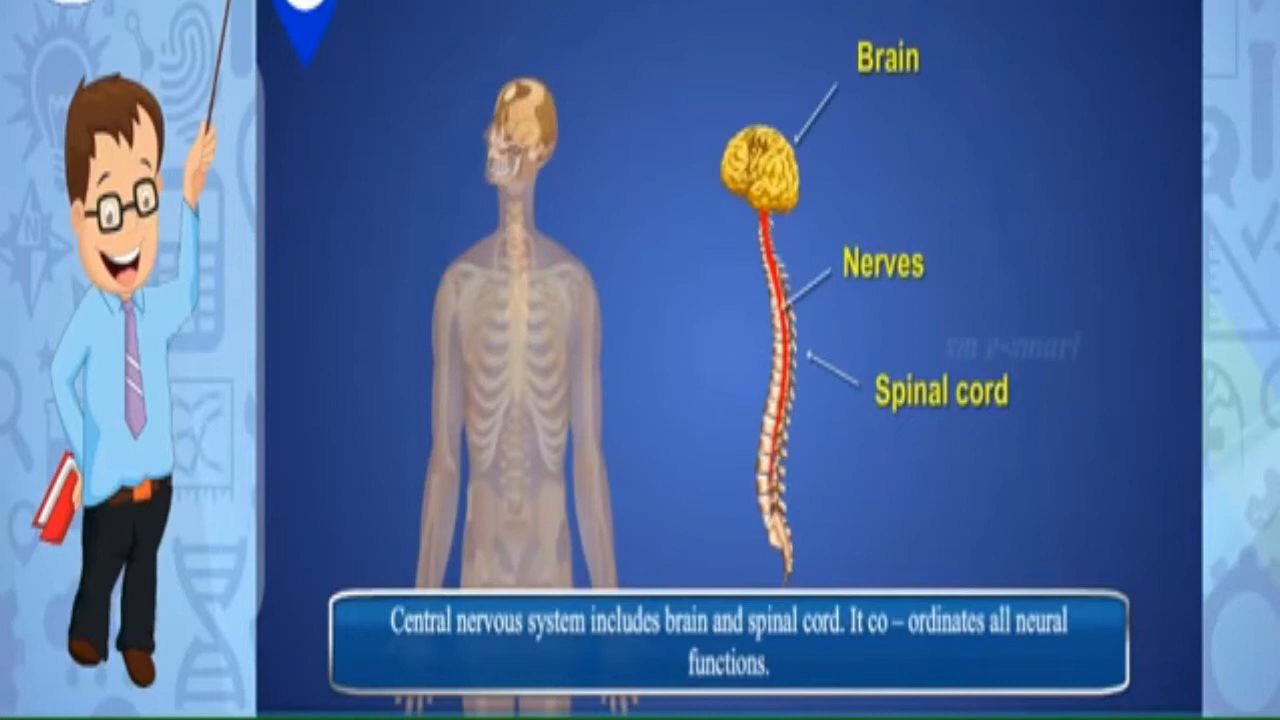 Brain
Nerves
Spinal cord
Central nervous system includes brain and spinal cord. It co – ordinates all neural
functions.